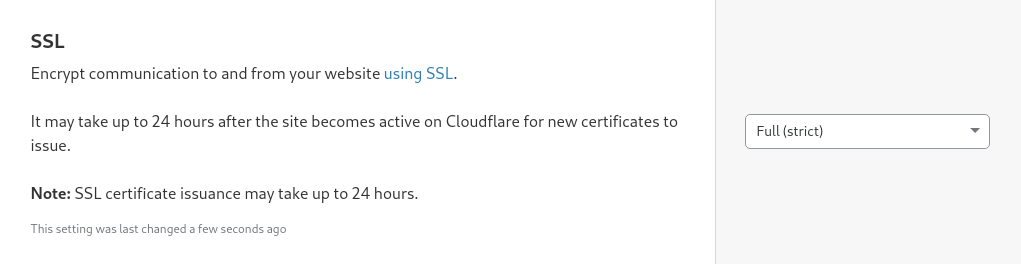 SSL
Encrypt communication to and from your website using SSL.
It may take up to 24 hours after the site becomes active on Cloudflare for new certificates to
issue.
Note: SSL certificate issuance may take up to 24 hours.
This setting was last changed a few seconds ago
Full (strict)